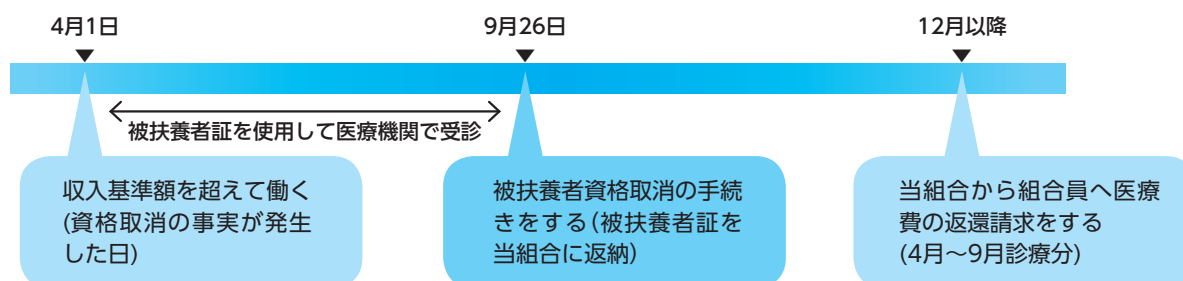 4月1日
9月26日
12月以降
被扶養者証を使用して医療機関で受診
収入基準額を超えて働く
(資格取消の事実が発生
した日)
被扶養者資格取消の手続
きをする(被扶養者証を
当組合に返納)
当組合から組合員へ医療
費の返還請求をする
(4月〜9月診療分)